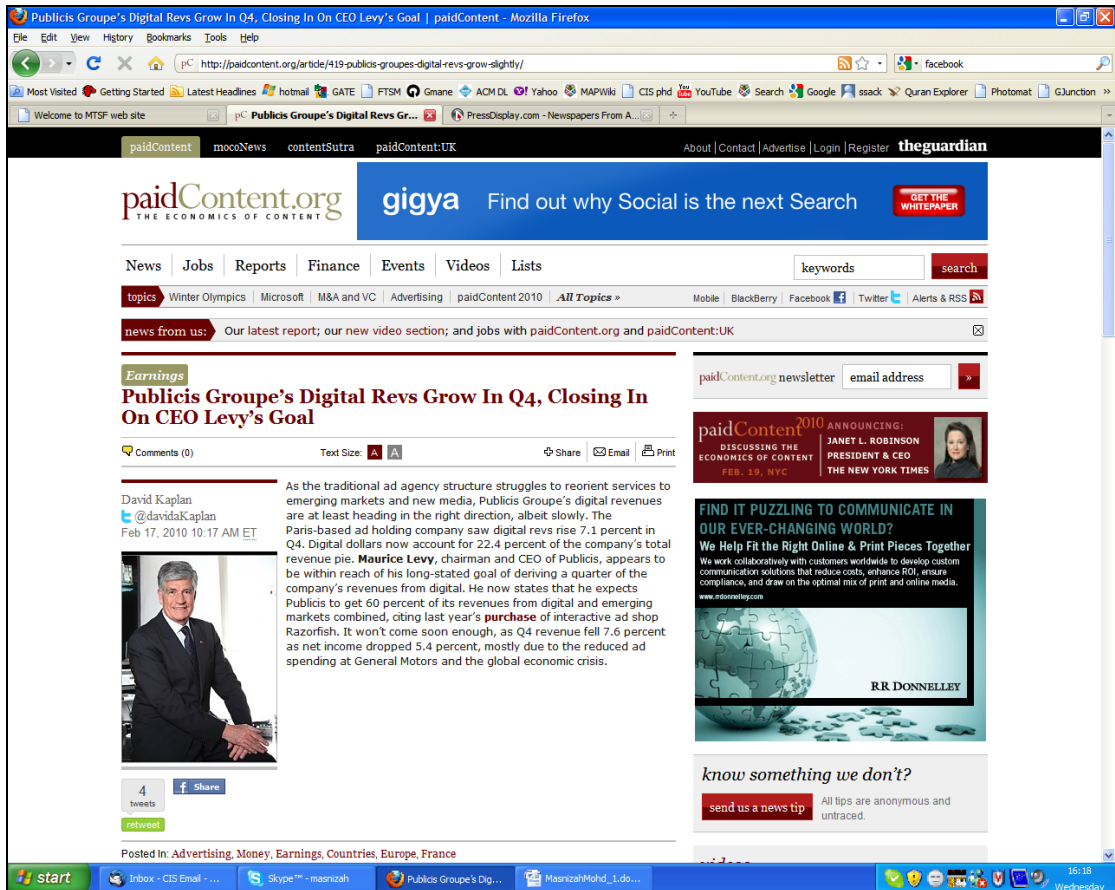 Publicis Groupe's Digital Revs Grow In Q4, Closing In On CEO Levy's Goal | paidContent - Mozilla Firefox
File Edit View History Bookmarks Tools Help
pC http://paidcontent.org/article/419-publicis-groupes-digital-revs-grow-slightly/ facebook
Most Visited Getting Started Latest Headlines hotmail GATE FTSM Gmane ACM DL Yahoo MAPWiki CIS phd YouTube Search Google ssack Quran Explorer Photomat GJunction »
Welcome to MTSF web site pC Publicis Groupe's Digital Revs Gr... PressDisplay.com - Newspapers From A...
paidContent mocoNews contentSutra paidContent:UK About | Contact | Advertise | Login | Register theguardian
paidContent.org
THE ECONOMICS OF CONTENT
gigya Find out why Social is the next Search GET THE WHITEPAPER
News Jobs Reports Finance Events Videos Lists keywords search
topics Winter Olympics Microsoft M&A and VC Advertising paidContent 2010 All Topics » Mobile BlackBerry Facebook Twitter Alerts & RSS
news from us: Our latest report; our new video section; and jobs with paidContent.org and paidContent:UK
Earnings
Publicis Groupe's Digital Revs Grow In Q4, Closing In
On CEO Levy's Goal
Comments (0) Text Size: A A Share Email Print
David Kaplan
@davidaKaplan
Feb 17, 2010 10:17 AM ET
As the traditional ad agency structure struggles to reorient services to
emerging markets and new media, Publicis Groupe's digital revenues
are at least heading in the right direction, albeit slowly. The
Paris-based ad holding company saw digital revs rise 7.1 percent in
Q4. Digital dollars now account for 22.4 percent of the company's total
revenue pie. Maurice Levy, chairman and CEO of Publicis, appears to
be within reach of his long-stated goal of deriving a quarter of the
company's revenues from digital. He now states that he expects
Publicis to get 60 percent of its revenues from digital and emerging
markets combined, citing last year's purchase of interactive ad shop
Razorfish. It won't come soon enough, as Q4 revenue fell 7.6 percent
as net income dropped 5.4 percent, mostly due to the reduced ad
spending at General Motors and the global economic crisis.
4
tweets
retweet
f Share
Posted In: Advertising, Money, Earnings, Countries, Europe, France
paidContent.org newsletter email address »
paidContent 2010
DISCUSSING THE
ECONOMICS OF CONTENT
FEB. 19, NYC
ANNOUNCING:
JANET L. ROBINSON
PRESIDENT & CEO
THE NEW YORK TIMES
FIND IT PUZZLING TO COMMUNICATE IN
OUR EVER-CHANGING WORLD?
We Help Fit the Right Online & Print Pieces Together
We work collaboratively with customers worldwide to develop custom
communication solutions that reduce costs, enhance ROI, ensure
compliance, and draw on the optimal mix of print and online media.
www.rrdonnelley.com
RR DONNELLEY
know something we don't?
send us a news tip All tips are anonymous and
untraced.
start Inbox - CIS Email - ... Skype™ - masnizah Publicis Groupe's Dig... MasnizahMohd_1.do... 16:18
Wednesday